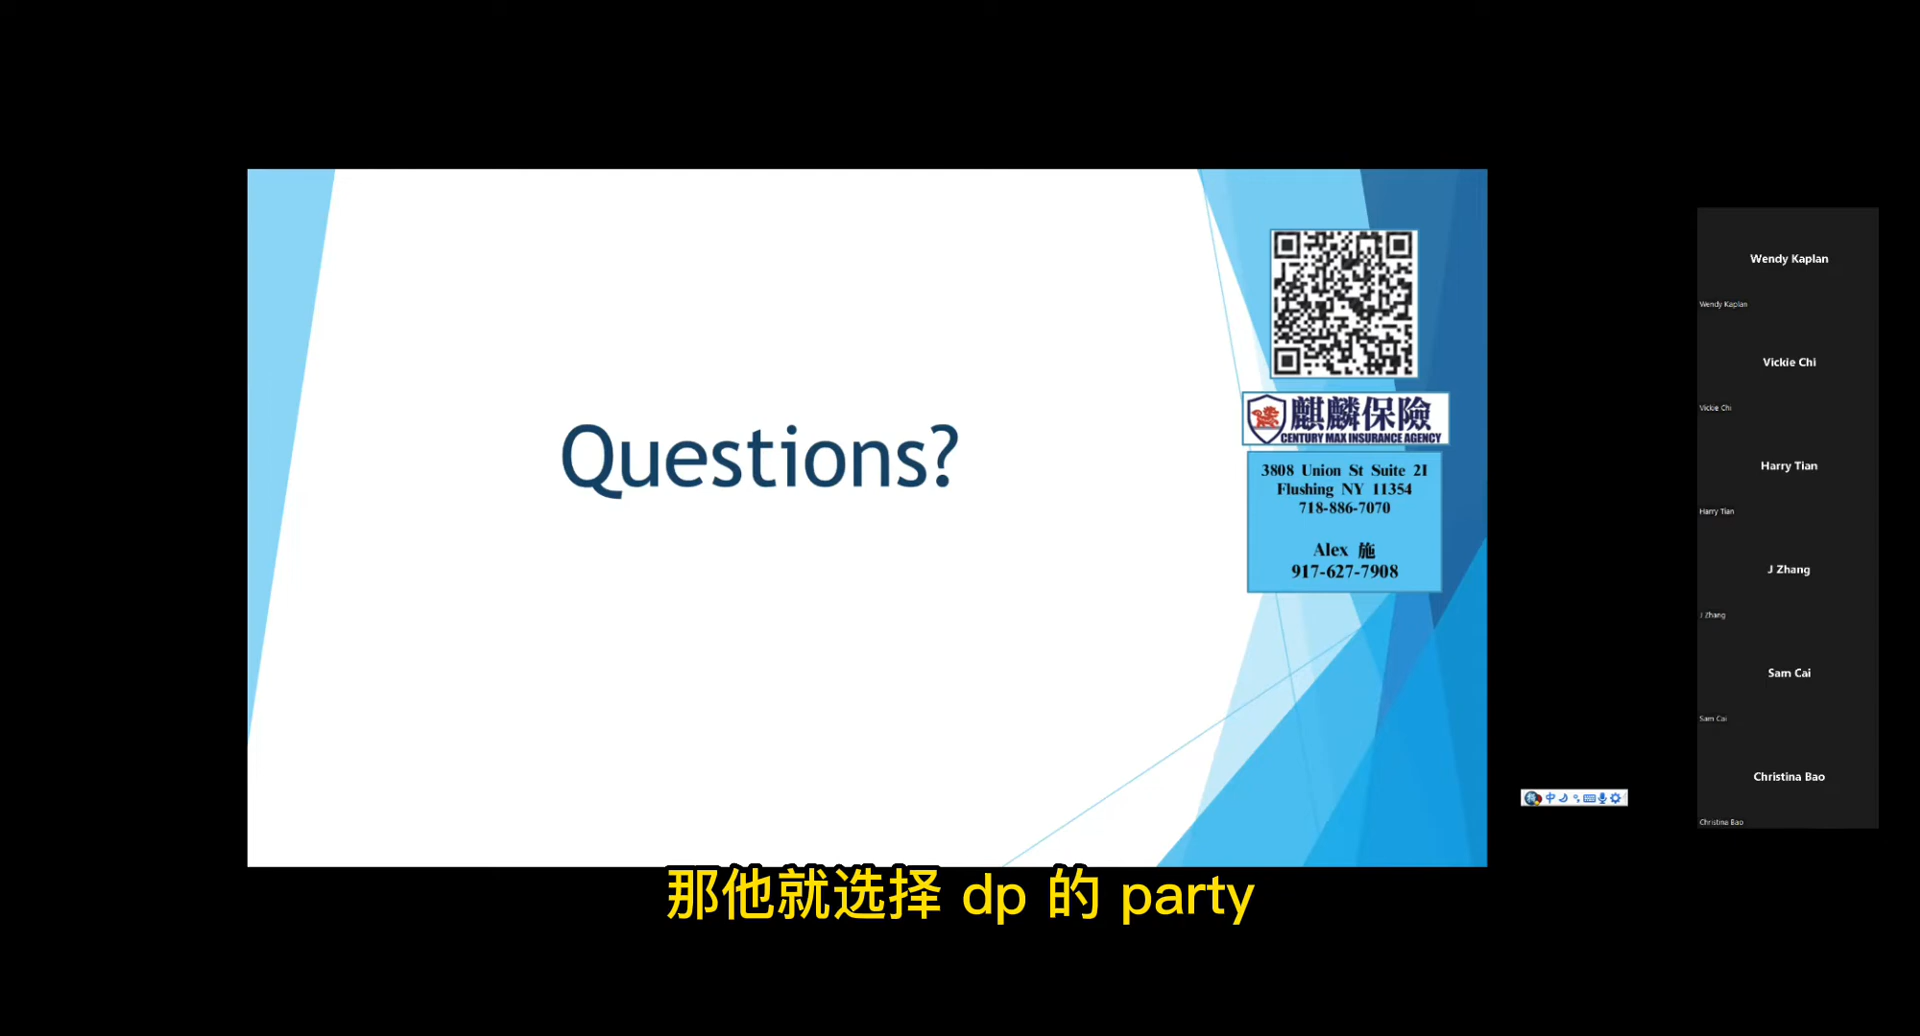 Questions?
麒麟保險
CENTURY MAX INSURANCE AGENCY
3808 Union St Suite 2I
Flushing NY 11354
718-886-7070
Alex 施
917-627-7908
Wendy Kaplan
Wendy Kaplan
Vickie Chi
Vickie Chi
Harry Tian
Harry Tian
J Zhang
J Zhang
Sam Cai
Sam Cai
Christina Bao
Christina Bao
中
那他就选择 dp 的 party